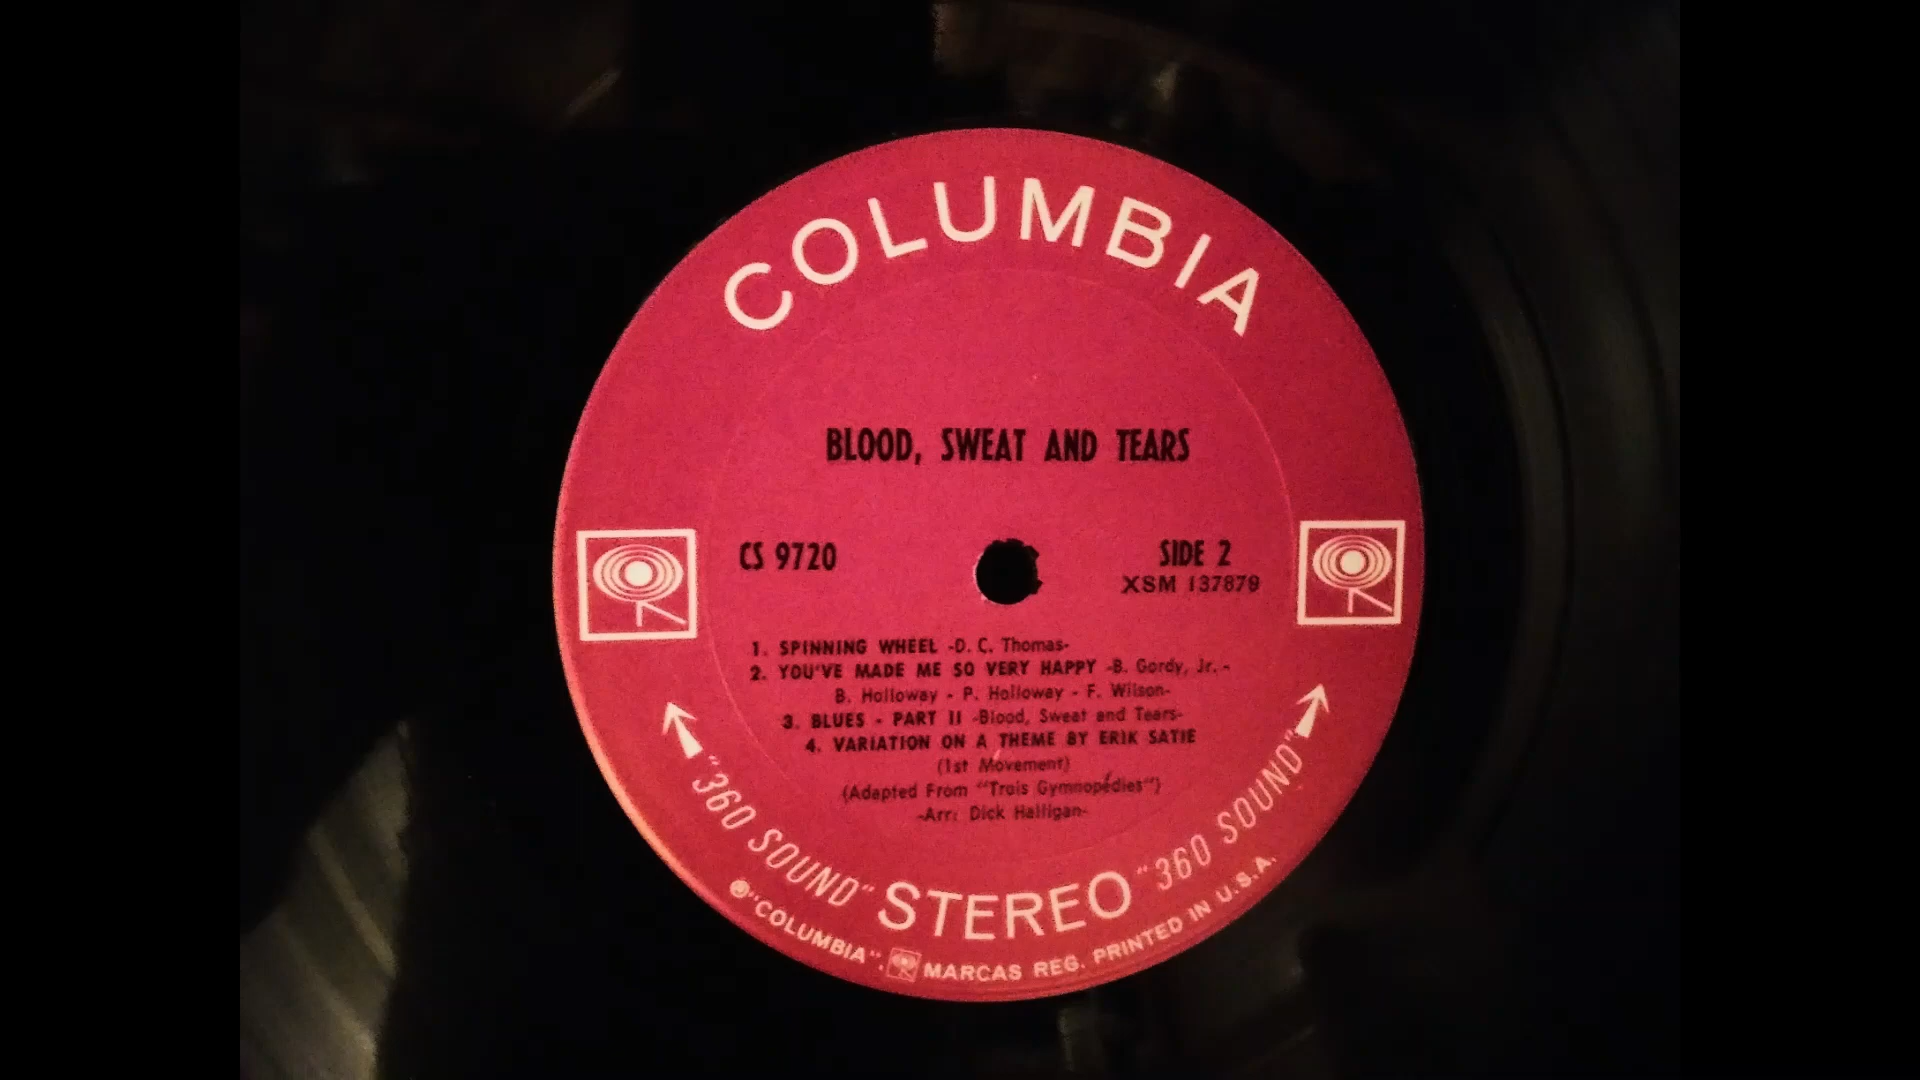 COLUMBIA
BLOOD, SWEAT AND TEARS
CS 9720
SIDE 2
XSM 137879
1. SPINNING WHEEL -D. C. Thomas-
2. YOU'VE MADE ME SO VERY HAPPY -B. Gordy, Jr. -
B. Holloway - P. Holloway - F. Wilson-
3. BLUES - PART II -Blood, Sweat and Tears-
4. VARIATION ON A THEME BY ERIK SATIE
(1st Movement)
(Adapted From "Trois Gymnopédies")
-Arr: Dick Halligan-
"360 SOUND" STEREO "360 SOUND"
℗"COLUMBIA", MARCAS REG. PRINTED IN U.S.A.